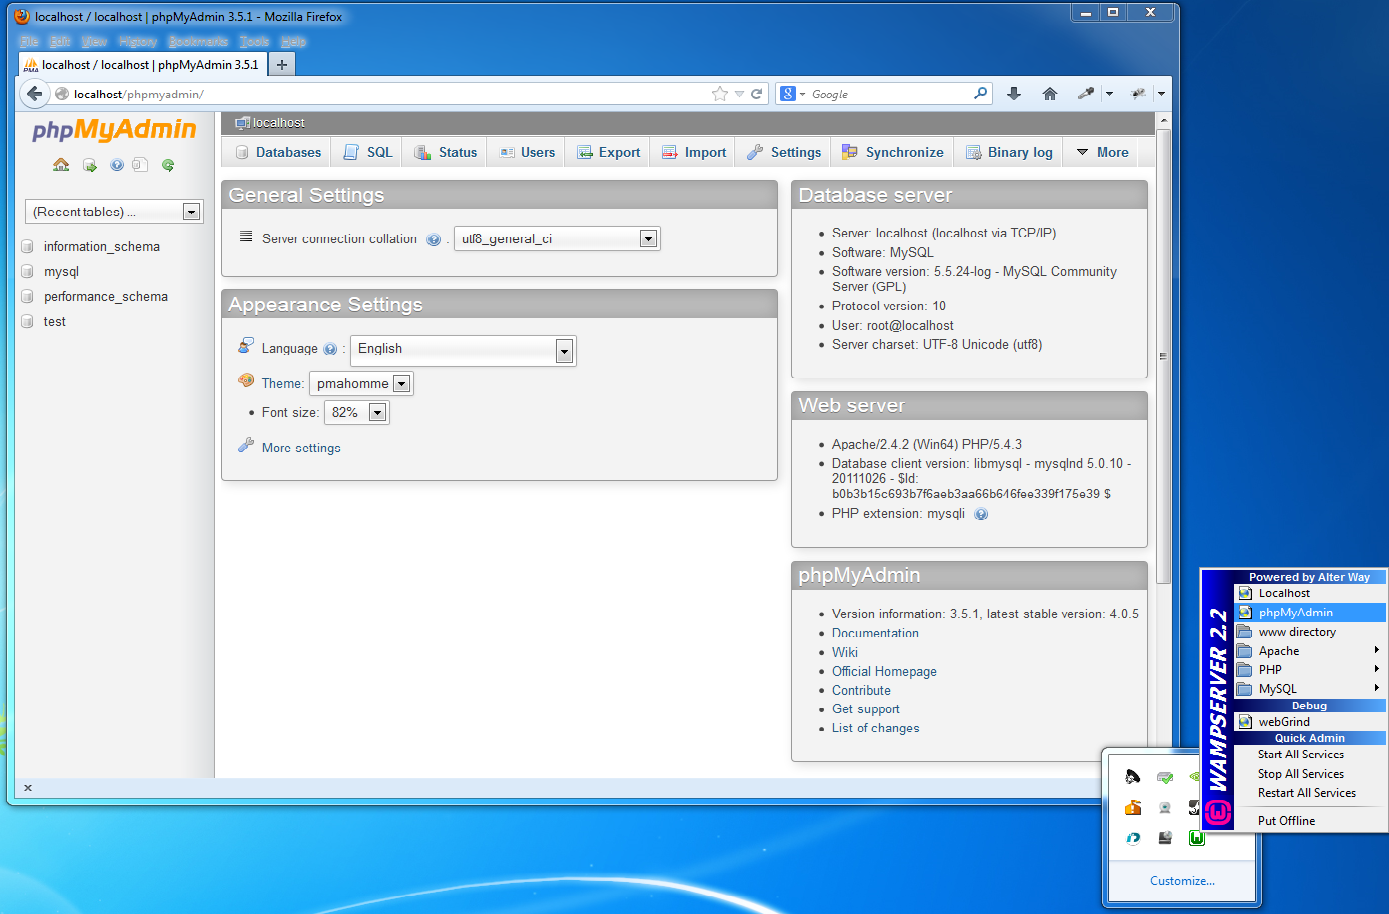 localhost / localhost | phpMyAdmin 3.5.1 - Mozilla Firefox
File Edit View History Bookmarks Tools Help
PMA localhost / localhost | phpMyAdmin 3.5.1
localhost/phpmyadmin/
Google
phpMyAdmin
(Recent tables) ...
information_schema
mysql
performance_schema
test
localhost
Databases SQL Status Users Export Import Settings Synchronize Binary log More
General Settings
Server connection collation : utf8_general_ci
Appearance Settings
Language : English
Theme: pmahomme
Font size: 82%
More settings
Database server
Server: localhost (localhost via TCP/IP)
Software: MySQL
Software version: 5.5.24-log - MySQL Community
Server (GPL)
Protocol version: 10
User: root@localhost
Server charset: UTF-8 Unicode (utf8)
Web server
Apache/2.4.2 (Win64) PHP/5.4.3
Database client version: libmysql - mysqlnd 5.0.10 -
20111026 - $Id:
b0b3b15c693b7f6aeb3aa66b646fee339f175e39 $
PHP extension: mysqli
phpMyAdmin
Version information: 3.5.1, latest stable version: 4.0.5
Documentation
Wiki
Official Homepage
Contribute
Get support
List of changes
WAMPSERVER 2.2
Powered by Alter Way
Localhost
phpMyAdmin
www directory
Apache
PHP
MySQL
Debug
webGrind
Quick Admin
Start All Services
Stop All Services
Restart All Services
Put Offline
Customize...